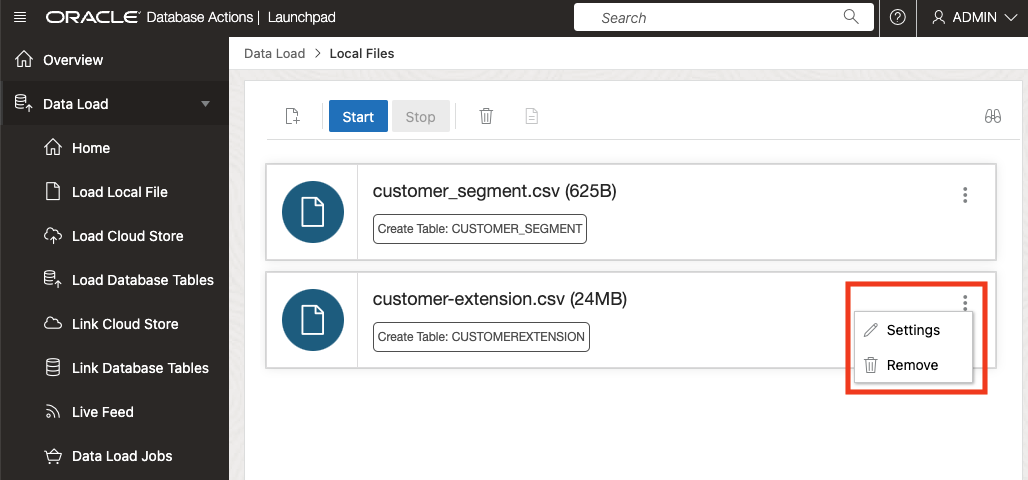 ORACLE Database Actions | Launchpad
Search
ADMIN
Overview
Data Load
Home
Load Local File
Load Cloud Store
Load Database Tables
Link Cloud Store
Link Database Tables
Live Feed
Data Load Jobs
Data Load > Local Files
Start
Stop
customer_segment.csv (625B)
Create Table: CUSTOMER_SEGMENT
customer-extension.csv (24MB)
Create Table: CUSTOMEREXTENSION
Settings
Remove